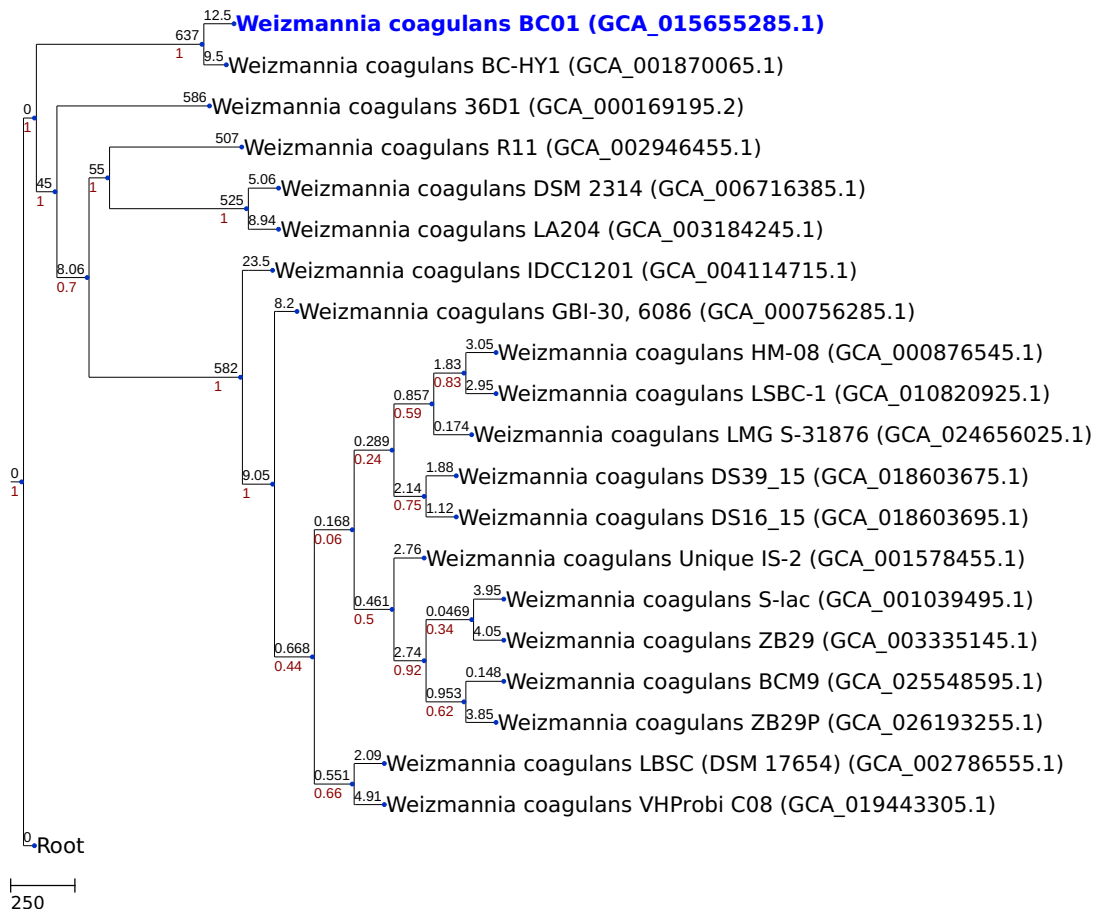 12.5
Weizmannia coagulans BC01 (GCA_015655285.1)
637
1
9.5
Weizmannia coagulans BC-HY1 (GCA_001870065.1)
586
Weizmannia coagulans 36D1 (GCA_000169195.2)
0
1
507
Weizmannia coagulans R11 (GCA_002946455.1)
55
1
5.06
Weizmannia coagulans DSM 2314 (GCA_006716385.1)
45
1
525
1
8.94
Weizmannia coagulans LA204 (GCA_003184245.1)
8.06
0.7
23.5
Weizmannia coagulans IDCC1201 (GCA_004114715.1)
8.2
Weizmannia coagulans GBI-30, 6086 (GCA_000756285.1)
3.05
Weizmannia coagulans HM-08 (GCA_000876545.1)
1.83
0.83
582
1
2.95
Weizmannia coagulans LSBC-1 (GCA_010820925.1)
0.857
0.59
0.174
Weizmannia coagulans LMG S-31876 (GCA_024656025.1)
0.289
0.24
1.88
Weizmannia coagulans DS39_15 (GCA_018603675.1)
0
1
9.05
1
2.14
0.75
1.12
Weizmannia coagulans DS16_15 (GCA_018603695.1)
0.168
0.06
2.76
Weizmannia coagulans Unique IS-2 (GCA_001578455.1)
3.95
Weizmannia coagulans S-lac (GCA_001039495.1)
0.461
0.5
0.0469
0.34
4.05
Weizmannia coagulans ZB29 (GCA_003335145.1)
0.668
0.44
2.74
0.92
0.148
Weizmannia coagulans BCM9 (GCA_025548595.1)
0.953
0.62
3.85
Weizmannia coagulans ZB29P (GCA_026193255.1)
2.09
Weizmannia coagulans LBSC (DSM 17654) (GCA_002786555.1)
0.551
0.66
4.91
Weizmannia coagulans VHProbi C08 (GCA_019443305.1)
0
Root
250